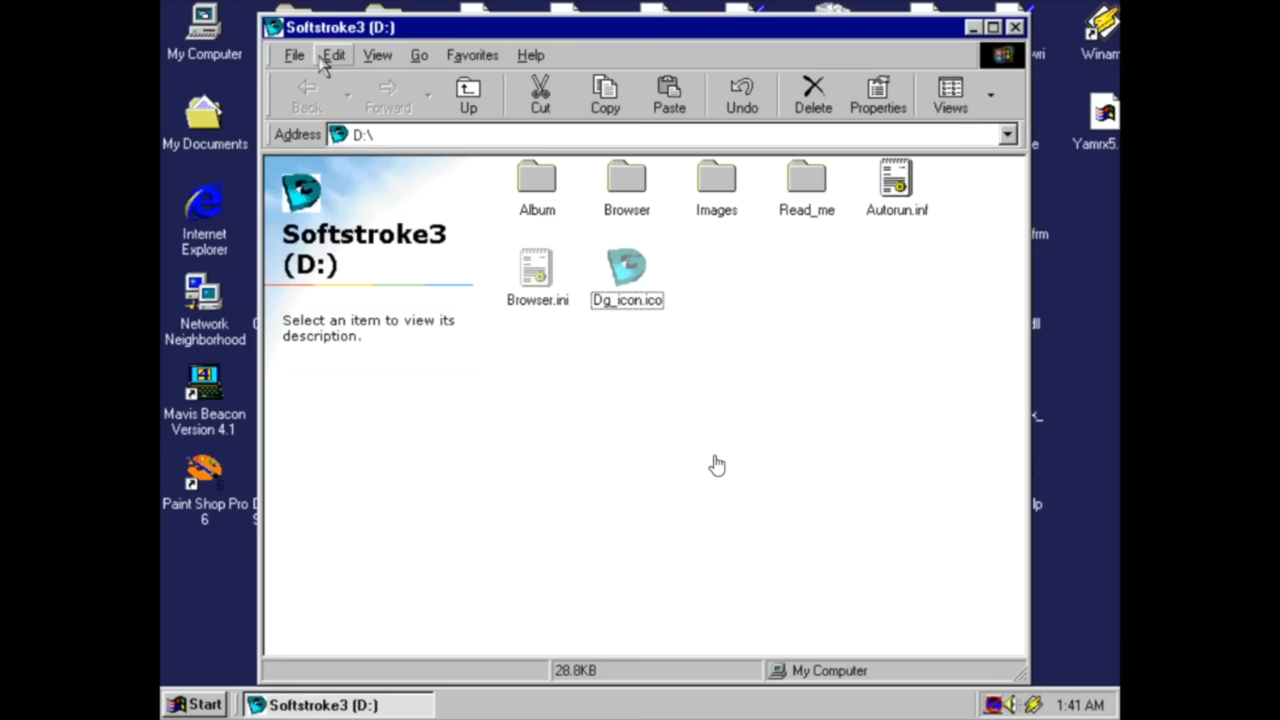 Softstroke3 (D:)
File Edit View Go Favorites Help
Back Forward Up Cut Copy Paste Undo Delete Properties Views
Address D:\
My Computer
My Documents
Internet
Explorer
Network
Neighborhood
Mavis Beacon
Version 4.1
Paint Shop Pro
6
Softstroke3
(D:)
Select an item to view its
description.
Album Browser Images Read_me Autorun.inf
Browser.ini Dg_icon.ico
Winam
Yamrx5.
28.8KB My Computer
Start Softstroke3 (D:) 1:41 AM